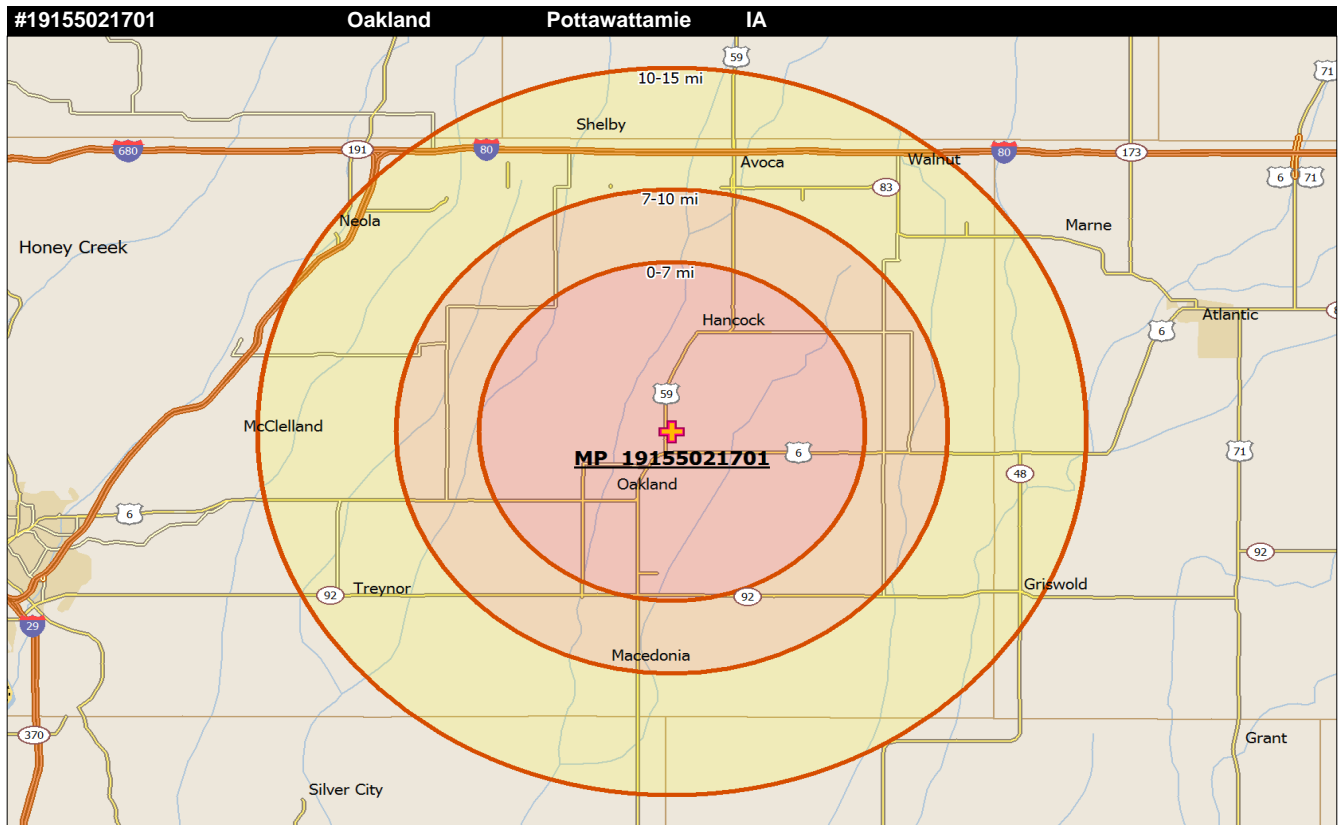 #19155021701 Oakland Pottawattamie IA
59
10-15 mi
71
Shelby
680
191
80
Avoca
Walnut
80
173
6
71
83
7-10 mi
Neola
Marne
Honey Creek
0-7 mi
Hancock
Atlantic
6
59
McClelland
MP 19155021701
6
71
48
Oakland
6
92
Treynor
Griswold
92
92
29
Macedonia
370
Grant
Silver City